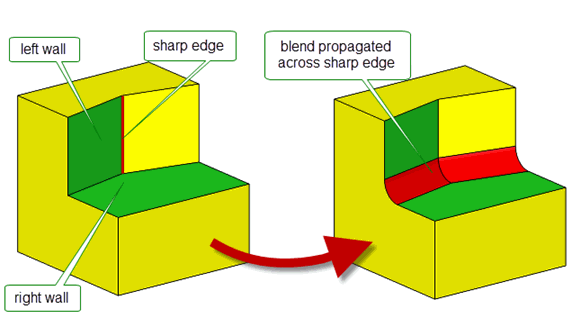 left wall
sharp edge
blend propagated
across sharp edge
right wall